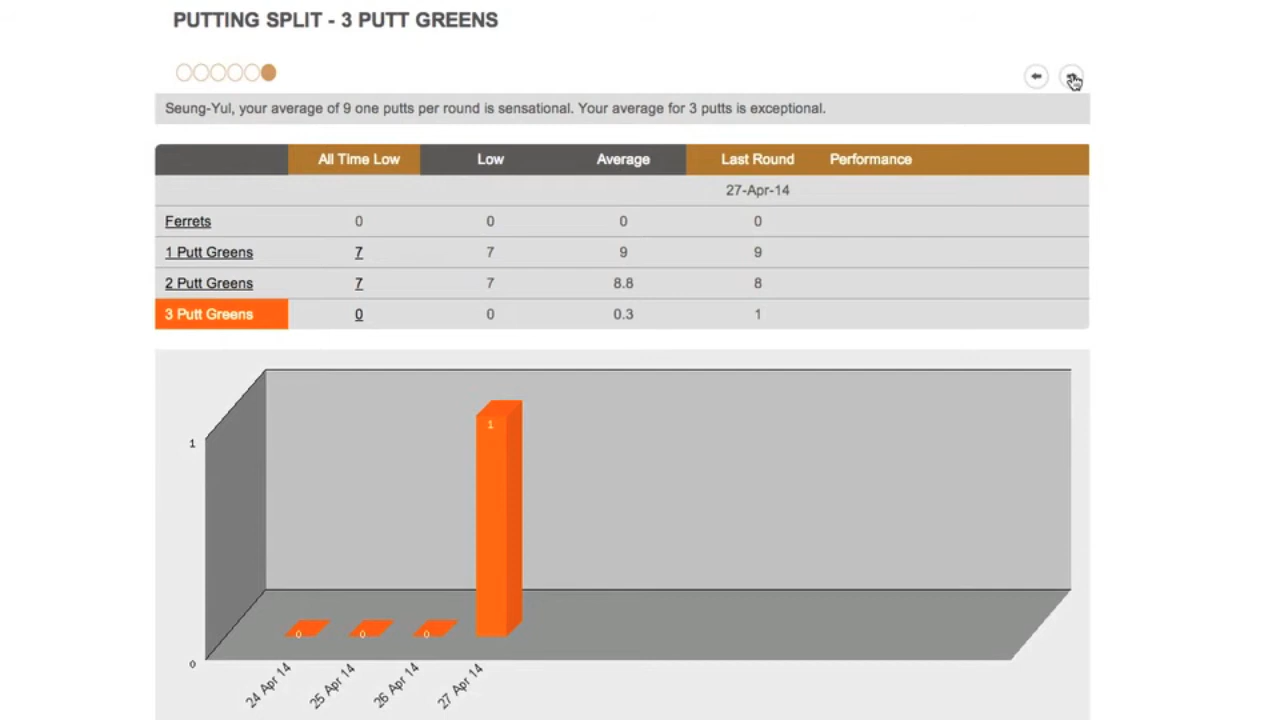 PUTTING SPLIT - 3 PUTT GREENS
Seung-Yul, your average of 9 one putts per round is sensational. Your average for 3 putts is exceptional.
All Time Low Low Average Last Round Performance
27-Apr-14
Ferrets 0 0 0 0
1 Putt Greens 7 7 9 9
2 Putt Greens 7 7 8.8 8
3 Putt Greens 0 0 0.3 1
1
1
0 0 0
0
24 Apr 14 25 Apr 14 26 Apr 14 27 Apr 14